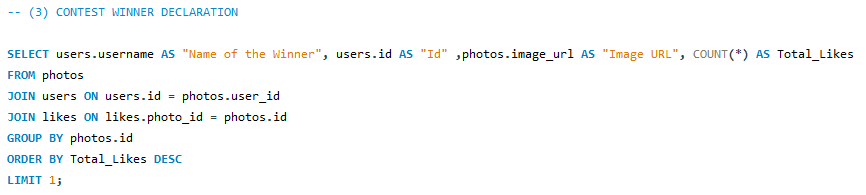 -- (3) CONTEST WINNER DECLARATION
SELECT users.username AS "Name of the Winner", users.id AS "Id" ,photos.image_url AS "Image URL", COUNT(*) AS Total_Likes
FROM photos
JOIN users ON users.id = photos.user_id
JOIN likes ON likes.photo_id = photos.id
GROUP BY photos.id
ORDER BY Total_Likes DESC
LIMIT 1;